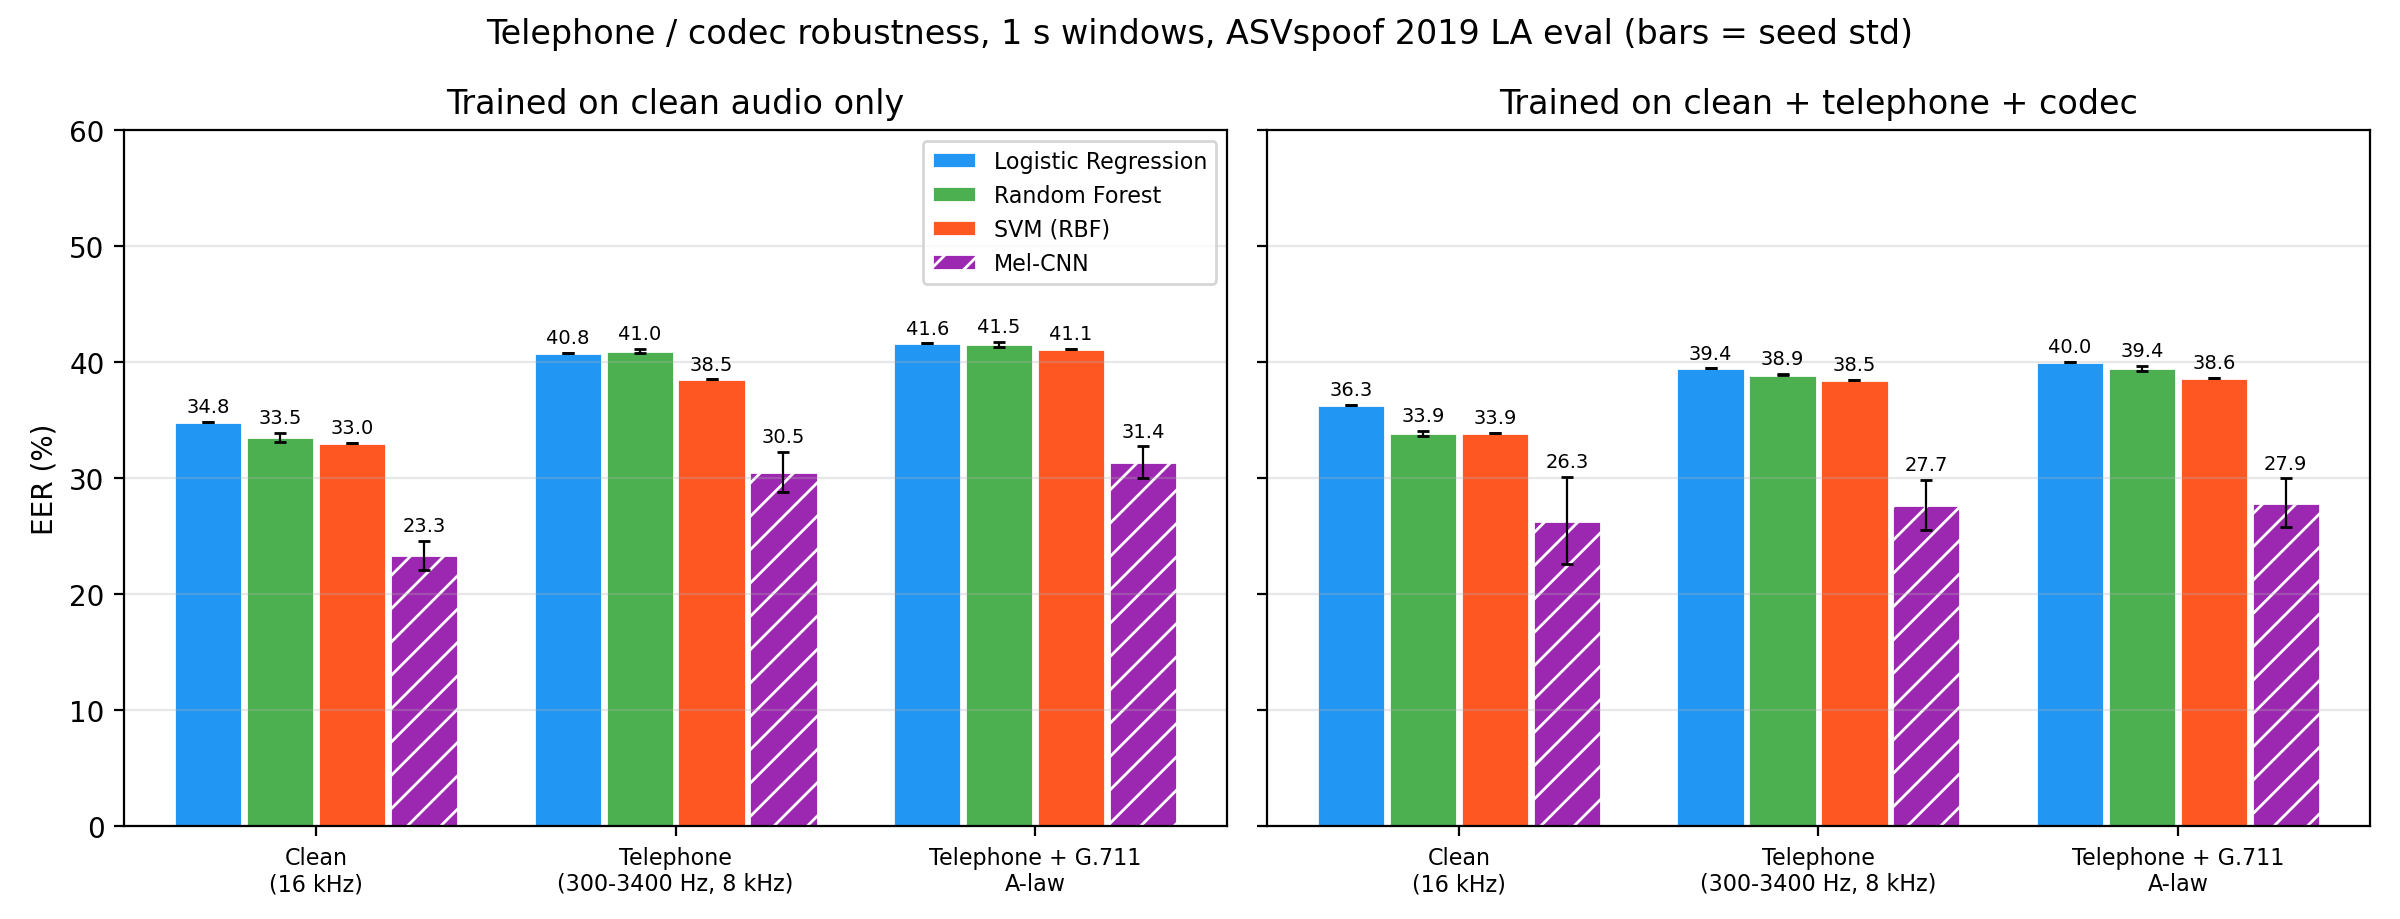 Telephone / codec robustness, 1 s windows, ASVspoof 2019 LA eval (bars = seed std)
Trained on clean audio only
EER (%)
60
50
40
30
20
10
0
Logistic Regression
Random Forest
SVM (RBF)
Mel-CNN
34.8
33.5
33.0
23.3
40.8
41.0
38.5
30.5
41.6
41.5
41.1
31.4
Clean
(16 kHz)
Telephone
(300-3400 Hz, 8 kHz)
Telephone + G.711
A-law
Trained on clean + telephone + codec
36.3
33.9
33.9
26.3
39.4
38.9
38.5
27.7
40.0
39.4
38.6
27.9
Clean
(16 kHz)
Telephone
(300-3400 Hz, 8 kHz)
Telephone + G.711
A-law